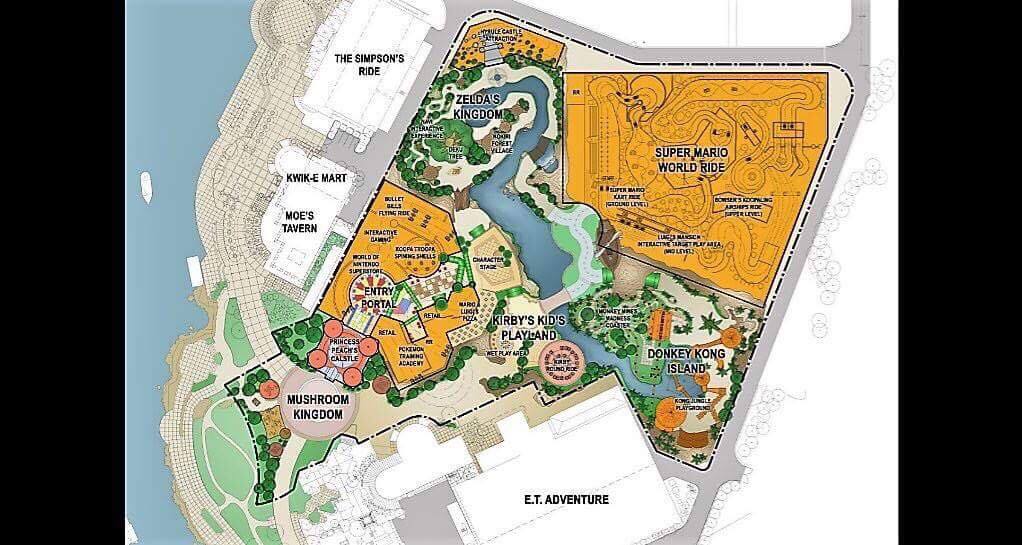 HYRULE CASTLE
ATTRACTION
THE SIMPSON'S
RIDE
ZELDA'S
KINGDOM
NAVI
INTERACTIVE
EXPERIENCE
DEKU
TREE
KOKIRI
FOREST
VILLAGE
RR
SUPER MARIO
WORLD RIDE
START
SUPER MARIO
KART RIDE
(GROUND LEVEL)
BOWSER'S KOOPALING
AIRSHIPS RIDE
(UPPER LEVEL)
LUIGI'S MANSION
INTERACTIVE TARGET PLAY AREA
(MID LEVEL)
KWIK-E MART
MOE'S
TAVERN
BULLET
BILLS
FLYING RIDE
INTERACTIVE
GAMING
KOOPA TROOPA
SPINNING SHELLS
WORLD OF
NINTENDO
SUPERSTORE
CHARACTER
STAGE
ENTRY
PORTAL
MARIO
LUIGI'S
PIZZA
RETAIL
RETAIL
RR
POKEMON
TRAINING
ACADEMY
PRINCESS
PEACH'S
CALSTLE
MUSHROOM
KINGDOM
KIRBY'S KID'S
PLAYLAND
WET PLAY AREA
KIRBY
ROUND RIDE
MONKEY MINE'S
MADNESS
COASTER
DONKEY KONG
ISLAND
KONG JUNGLE
PLAYGROUND
E.T. ADVENTURE